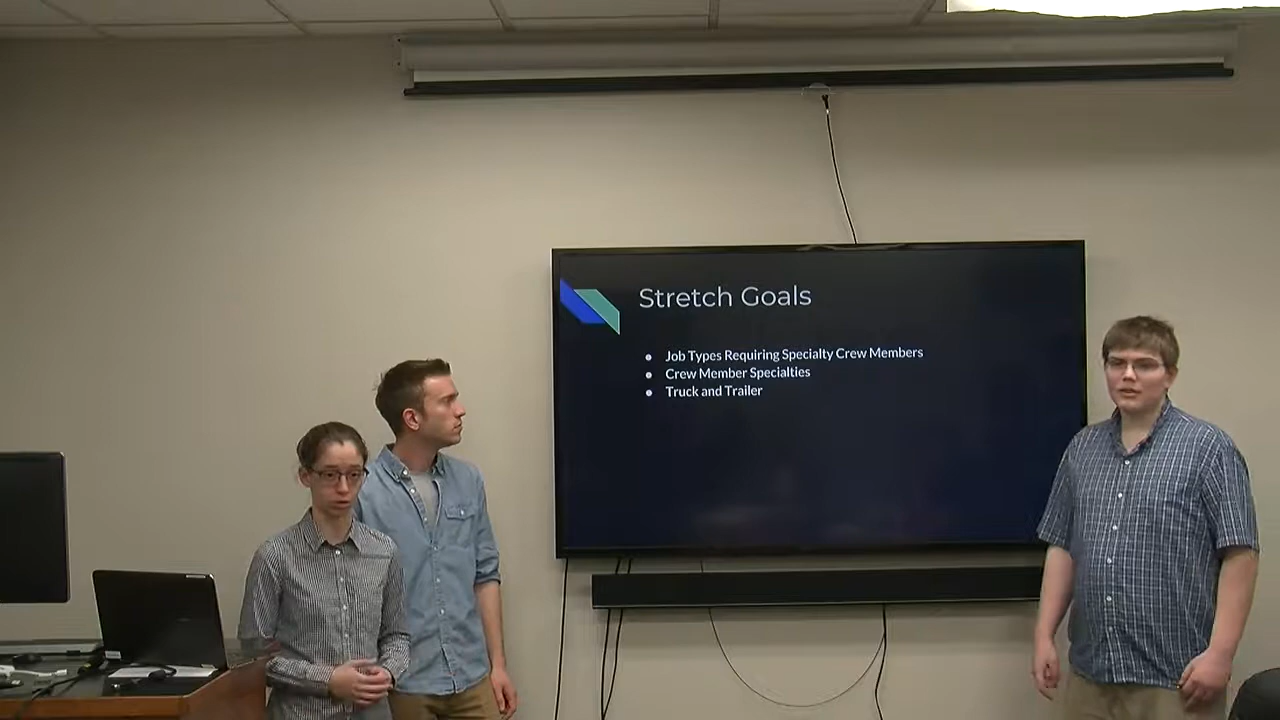 Stretch Goals
Job Types Requiring Specialty Crew Members
Crew Member Specialties
Truck and Trailer